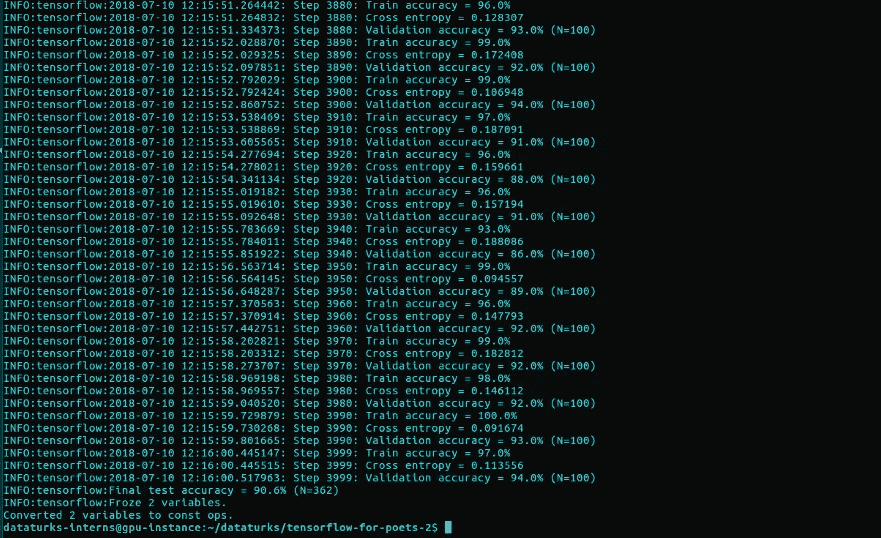 INFO:tensorflow:2018-07-10 12:15:51.264442: Step 3880: Train accuracy = 96.0%
INFO:tensorflow:2018-07-10 12:15:51.264832: Step 3880: Cross entropy = 0.128307
INFO:tensorflow:2018-07-10 12:15:51.334373: Step 3880: Validation accuracy = 93.0% (N=100)
INFO:tensorflow:2018-07-10 12:15:52.028870: Step 3890: Train accuracy = 99.0%
INFO:tensorflow:2018-07-10 12:15:52.029325: Step 3890: Cross entropy = 0.172408
INFO:tensorflow:2018-07-10 12:15:52.097851: Step 3890: Validation accuracy = 92.0% (N=100)
INFO:tensorflow:2018-07-10 12:15:52.792029: Step 3900: Train accuracy = 99.0%
INFO:tensorflow:2018-07-10 12:15:52.792424: Step 3900: Cross entropy = 0.106948
INFO:tensorflow:2018-07-10 12:15:52.860752: Step 3900: Validation accuracy = 94.0% (N=100)
INFO:tensorflow:2018-07-10 12:15:53.538469: Step 3910: Train accuracy = 97.0%
INFO:tensorflow:2018-07-10 12:15:53.538869: Step 3910: Cross entropy = 0.187091
INFO:tensorflow:2018-07-10 12:15:53.605565: Step 3910: Validation accuracy = 91.0% (N=100)
INFO:tensorflow:2018-07-10 12:15:54.277694: Step 3920: Train accuracy = 96.0%
INFO:tensorflow:2018-07-10 12:15:54.278021: Step 3920: Cross entropy = 0.159661
INFO:tensorflow:2018-07-10 12:15:54.341134: Step 3920: Validation accuracy = 88.0% (N=100)
INFO:tensorflow:2018-07-10 12:15:55.019182: Step 3930: Train accuracy = 96.0%
INFO:tensorflow:2018-07-10 12:15:55.019610: Step 3930: Cross entropy = 0.157194
INFO:tensorflow:2018-07-10 12:15:55.092648: Step 3930: Validation accuracy = 91.0% (N=100)
INFO:tensorflow:2018-07-10 12:15:55.783669: Step 3940: Train accuracy = 93.0%
INFO:tensorflow:2018-07-10 12:15:55.784011: Step 3940: Cross entropy = 0.188086
INFO:tensorflow:2018-07-10 12:15:55.851922: Step 3940: Validation accuracy = 86.0% (N=100)
INFO:tensorflow:2018-07-10 12:15:56.563714: Step 3950: Train accuracy = 99.0%
INFO:tensorflow:2018-07-10 12:15:56.564145: Step 3950: Cross entropy = 0.094557
INFO:tensorflow:2018-07-10 12:15:56.648287: Step 3950: Validation accuracy = 89.0% (N=100)
INFO:tensorflow:2018-07-10 12:15:57.370563: Step 3960: Train accuracy = 96.0%
INFO:tensorflow:2018-07-10 12:15:57.370914: Step 3960: Cross entropy = 0.147793
INFO:tensorflow:2018-07-10 12:15:57.442751: Step 3960: Validation accuracy = 92.0% (N=100)
INFO:tensorflow:2018-07-10 12:15:58.202821: Step 3970: Train accuracy = 99.0%
INFO:tensorflow:2018-07-10 12:15:58.203312: Step 3970: Cross entropy = 0.182812
INFO:tensorflow:2018-07-10 12:15:58.273707: Step 3970: Validation accuracy = 92.0% (N=100)
INFO:tensorflow:2018-07-10 12:15:58.969198: Step 3980: Train accuracy = 98.0%
INFO:tensorflow:2018-07-10 12:15:58.969557: Step 3980: Cross entropy = 0.146112
INFO:tensorflow:2018-07-10 12:15:59.040520: Step 3980: Validation accuracy = 92.0% (N=100)
INFO:tensorflow:2018-07-10 12:15:59.729879: Step 3990: Train accuracy = 100.0%
INFO:tensorflow:2018-07-10 12:15:59.730268: Step 3990: Cross entropy = 0.091674
INFO:tensorflow:2018-07-10 12:15:59.801665: Step 3990: Validation accuracy = 93.0% (N=100)
INFO:tensorflow:2018-07-10 12:16:00.445147: Step 3999: Train accuracy = 97.0%
INFO:tensorflow:2018-07-10 12:16:00.445515: Step 3999: Cross entropy = 0.113556
INFO:tensorflow:2018-07-10 12:16:00.517963: Step 3999: Validation accuracy = 94.0% (N=100)
INFO:tensorflow:Final test accuracy = 90.6% (N=362)
INFO:tensorflow:Froze 2 variables.
Converted 2 variables to const ops.
dataturks-interns@gpu-instance:~/dataturks/tensorflow-for-poets-2$